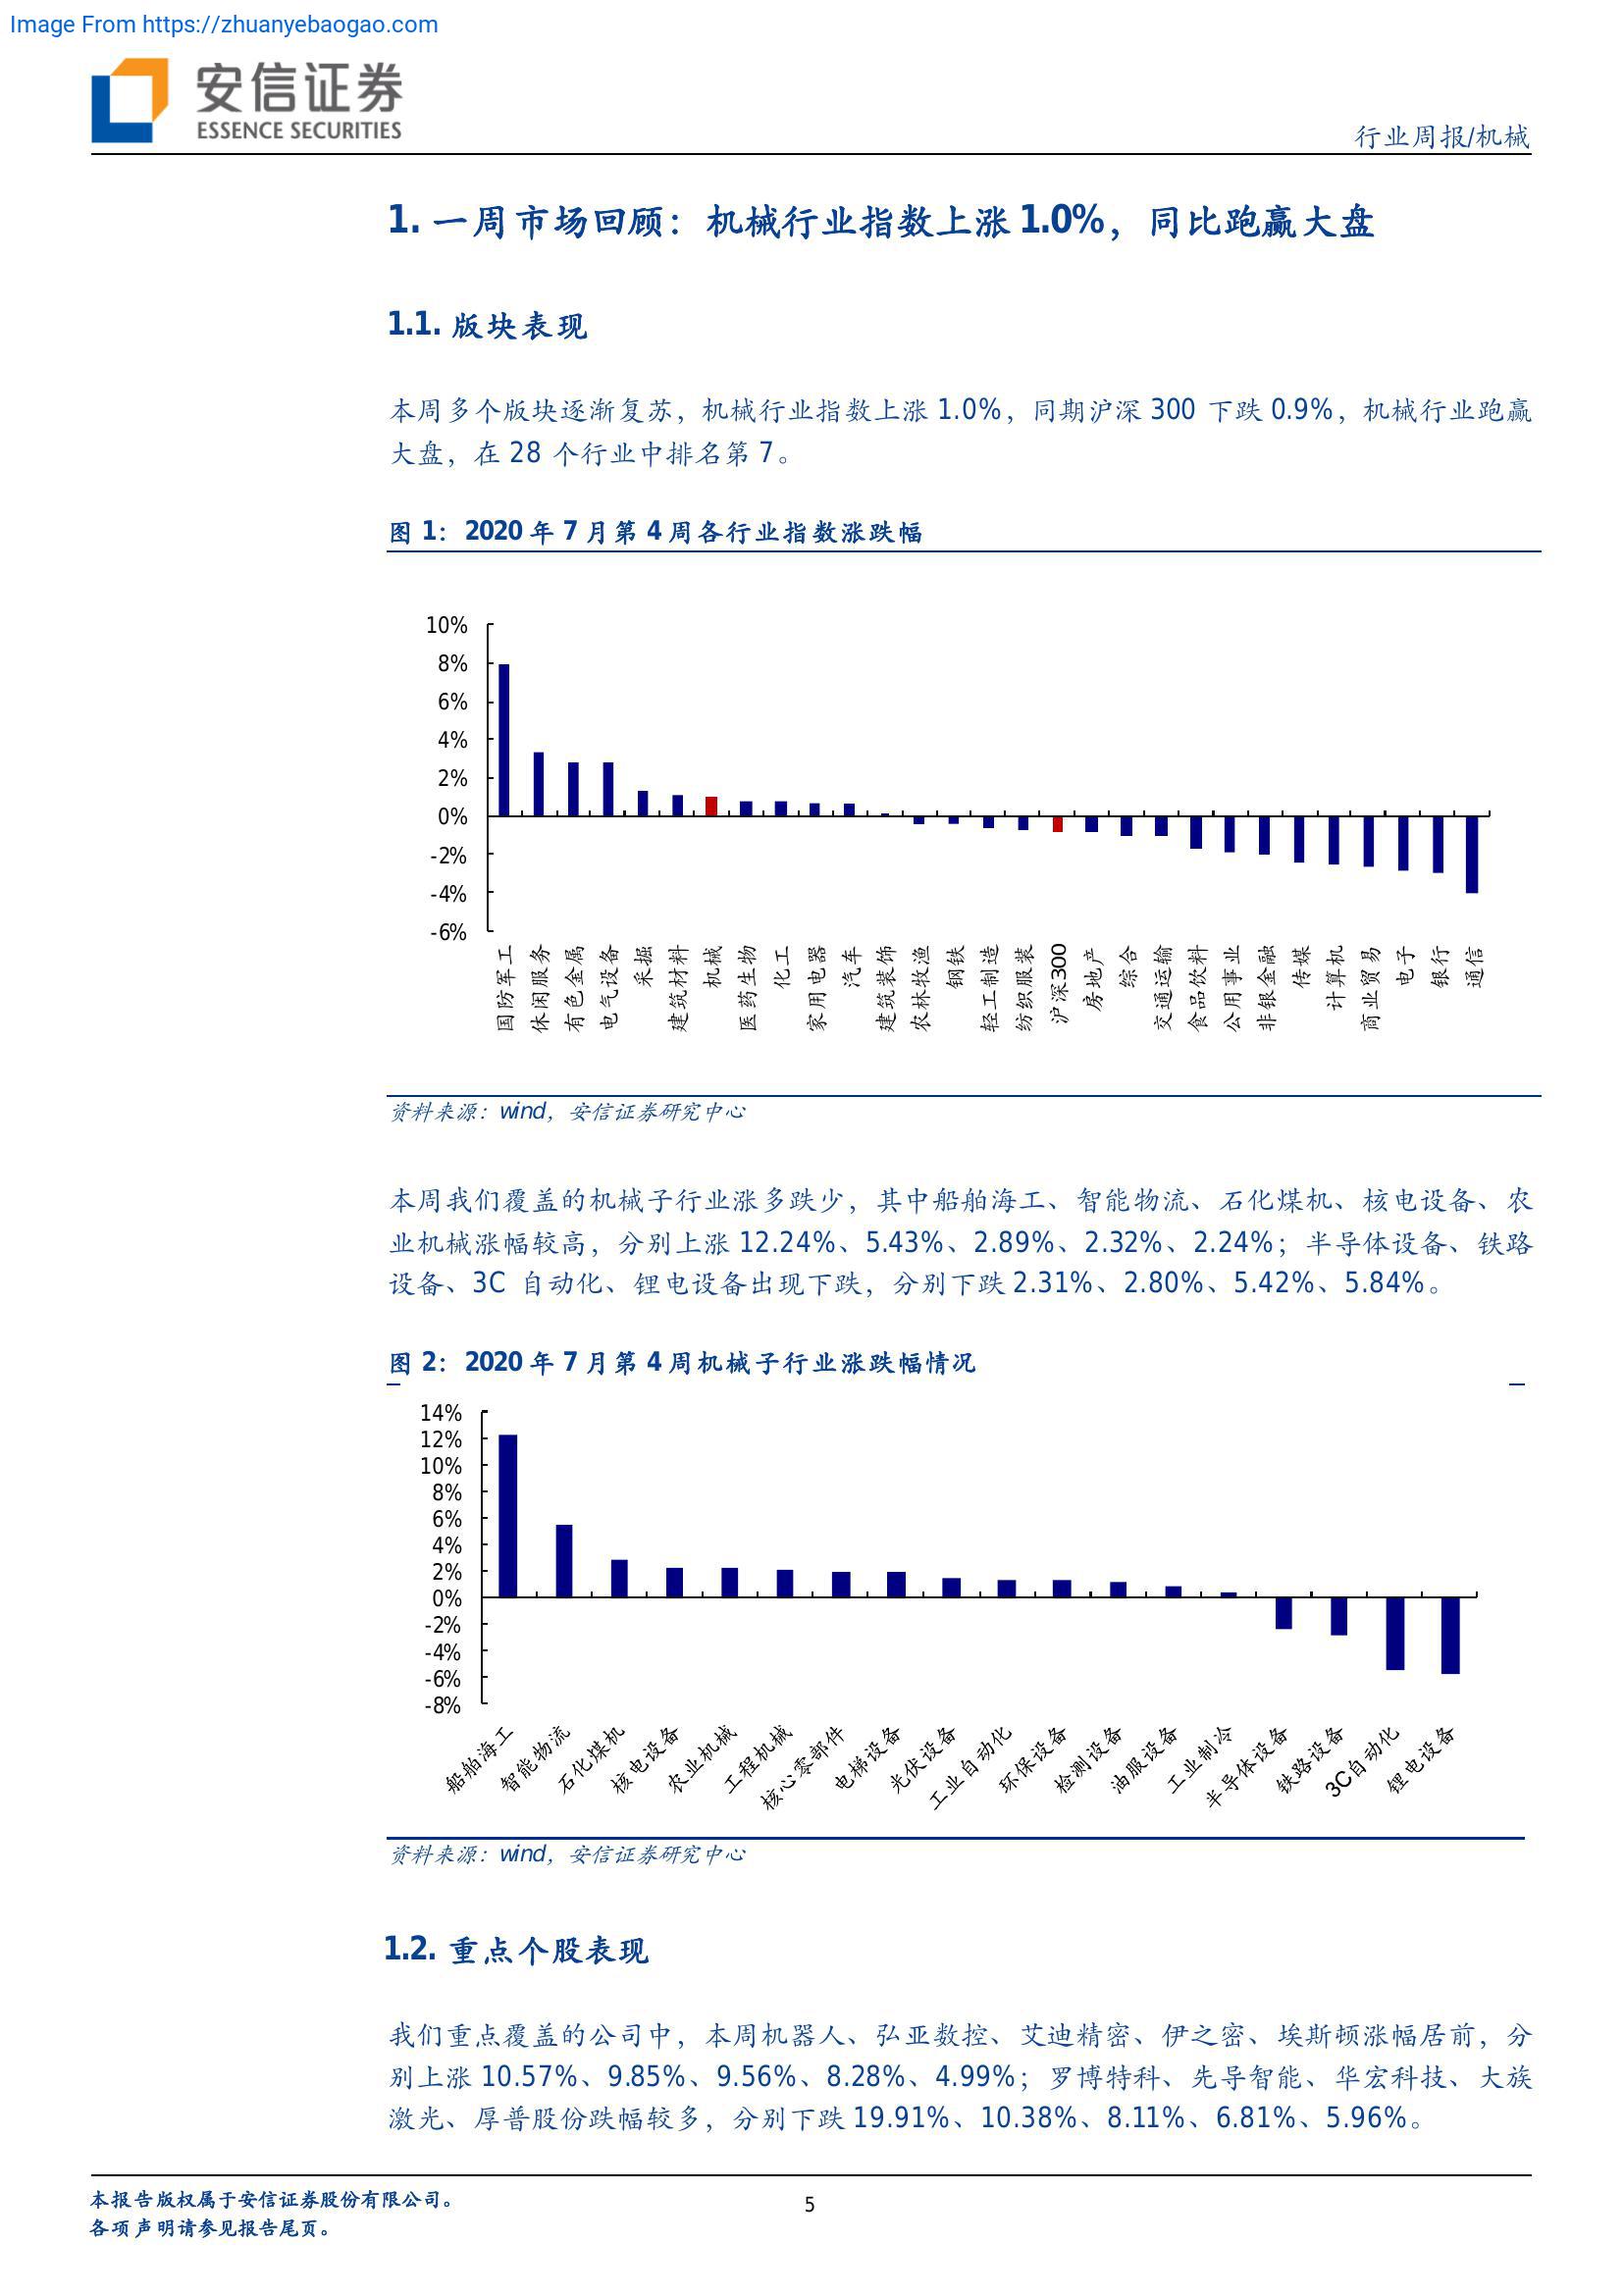 Image From https://zhuanyebaogao.com
安信证券
ESSENCE SECURITIES
行业周报/机械
1. 一周市场回顾：机械行业指数上涨 1.0%，同比跑赢大盘
1.1. 版块表现
本周多个版块逐渐复苏，机械行业指数上涨 1.0%，同期沪深 300 下跌 0.9%，机械行业跑赢
大盘，在 28 个行业中排名第 7。
图 1：2020 年 7 月第 4 周各行业指数涨跌幅
10%
8%
6%
4%
2%
0%
-2%
-4%
-6%
国防军工
休闲服务
有色金属
电气设备
采掘
建筑材料
机械
医药生物
化工
家用电器
汽车
建筑装饰
农林牧渔
钢铁
轻工制造
纺织服装
沪深300
房地产
综合
交通运输
食品饮料
公用事业
非银金融
传媒
计算机
商业贸易
电子
银行
通信
资料来源：wind，安信证券研究中心
本周我们覆盖的机械子行业涨多跌少，其中船舶海工、智能物流、石化煤机、核电设备、农
业机械涨幅较高，分别上涨 12.24%、5.43%、2.89%、2.32%、2.24%；半导体设备、铁路
设备、3C 自动化、锂电设备出现下跌，分别下跌 2.31%、2.80%、5.42%、5.84%。
图 2：2020 年 7 月第 4 周机械子行业涨跌幅情况
14%
12%
10%
8%
6%
4%
2%
0%
-2%
-4%
-6%
-8%
船舶海工
智能物流
石化煤机
核电设备
农业机械
工程机械
核心零部件
电梯设备
光伏设备
工业自动化
环保设备
检测设备
油服设备
工业制冷
半导体设备
铁路设备
3C自动化
锂电设备
资料来源：wind，安信证券研究中心
1.2. 重点个股表现
我们重点覆盖的公司中，本周机器人、弘亚数控、艾迪精密、伊之密、埃斯顿涨幅居前，分
别上涨 10.57%、9.85%、9.56%、8.28%、4.99%；罗博特科、先导智能、华宏科技、大族
激光、厚普股份跌幅较多，分别下跌 19.91%、10.38%、8.11%、6.81%、5.96%。
本报告版权属于安信证券股份有限公司。
各项声明请参见报告尾页。
5